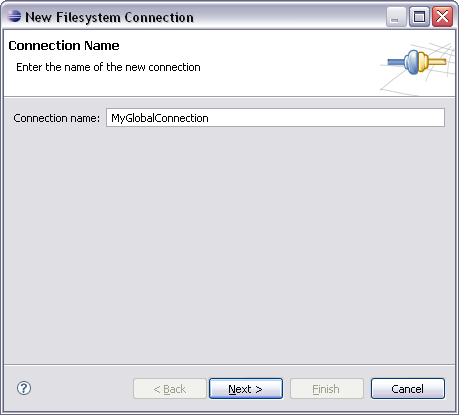 New Filesystem Connection
Connection Name
Enter the name of the new connection
Connection name: MyGlobalConnection
? < Back Next > Finish Cancel